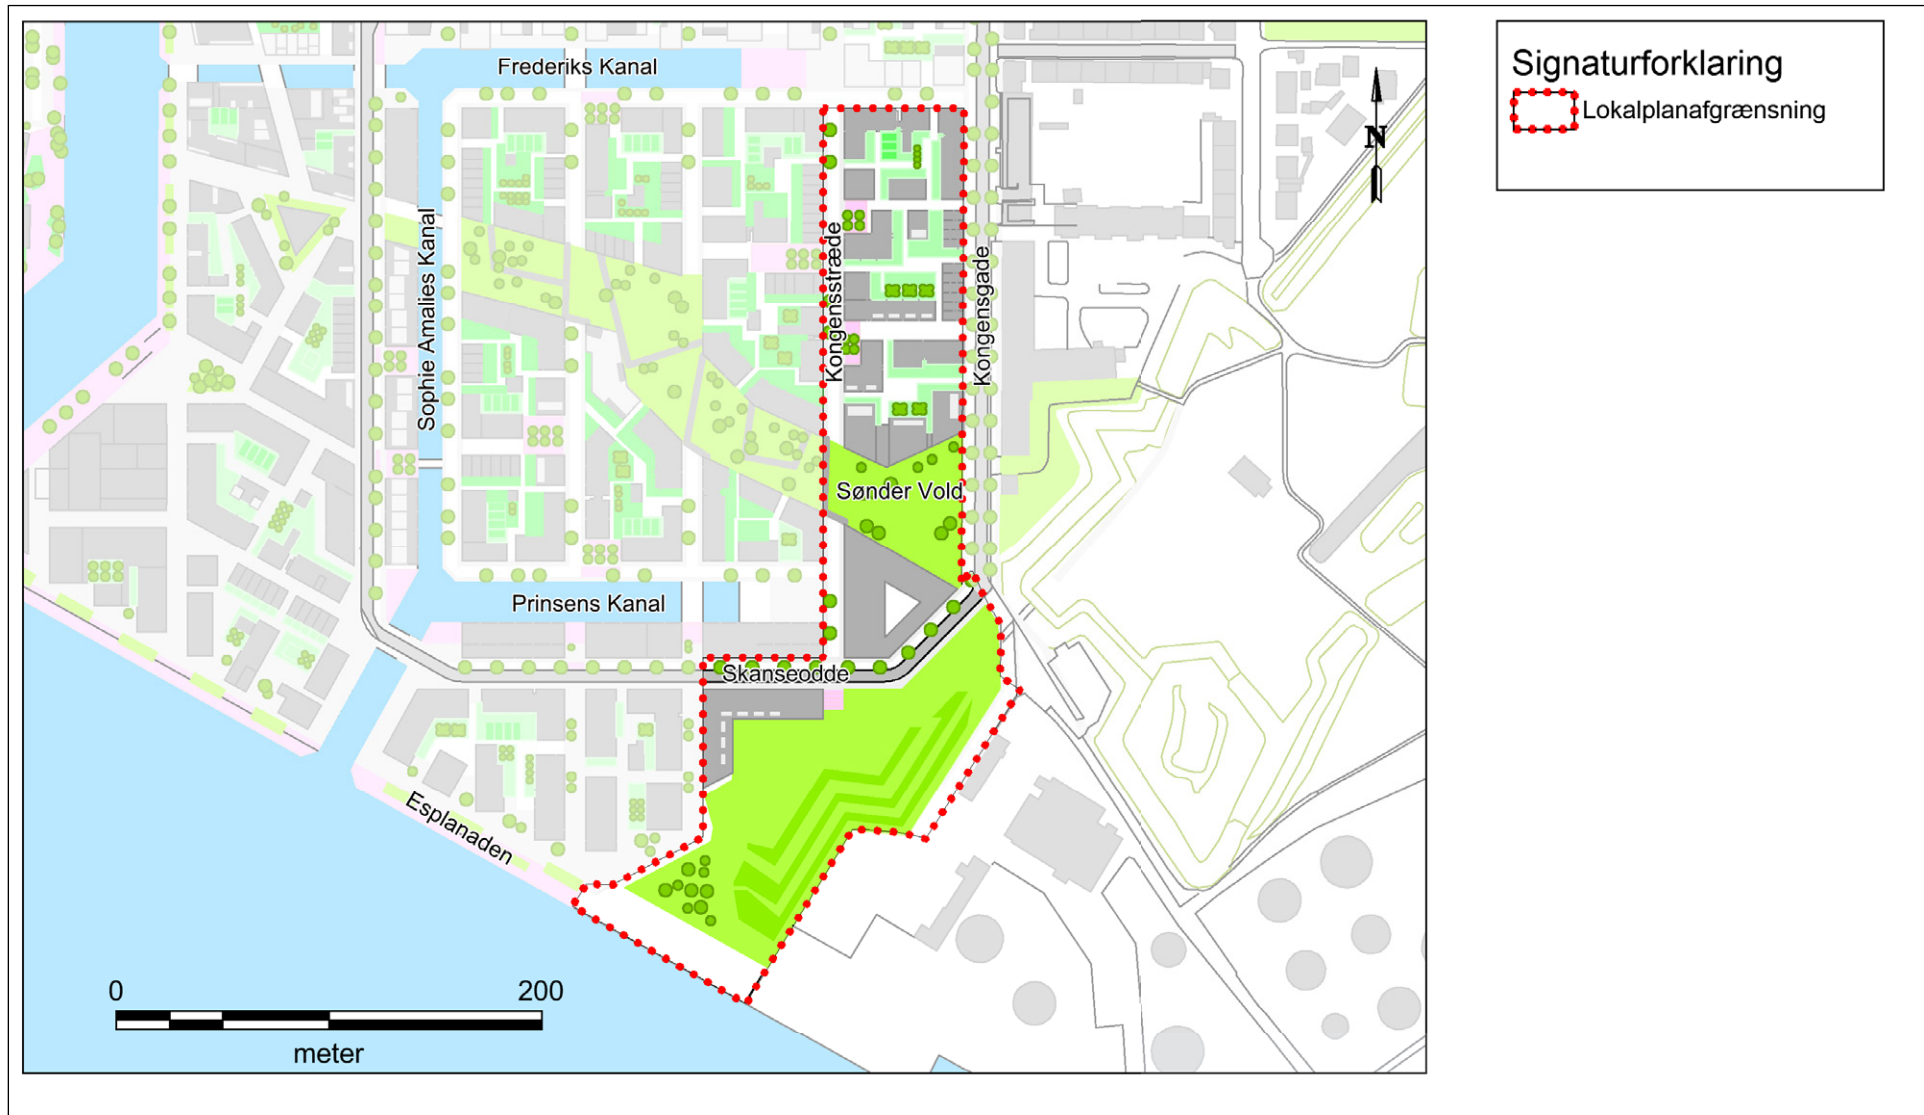 Frederiks Kanal
Signaturforklaring
Lokalplanafgrænsning
N
Sophie Amalies Kanal
Kongensstræde
Kongensgade
Sønder Vold
Prinsens Kanal
Skanseodde
Esplanaden
0 200
meter